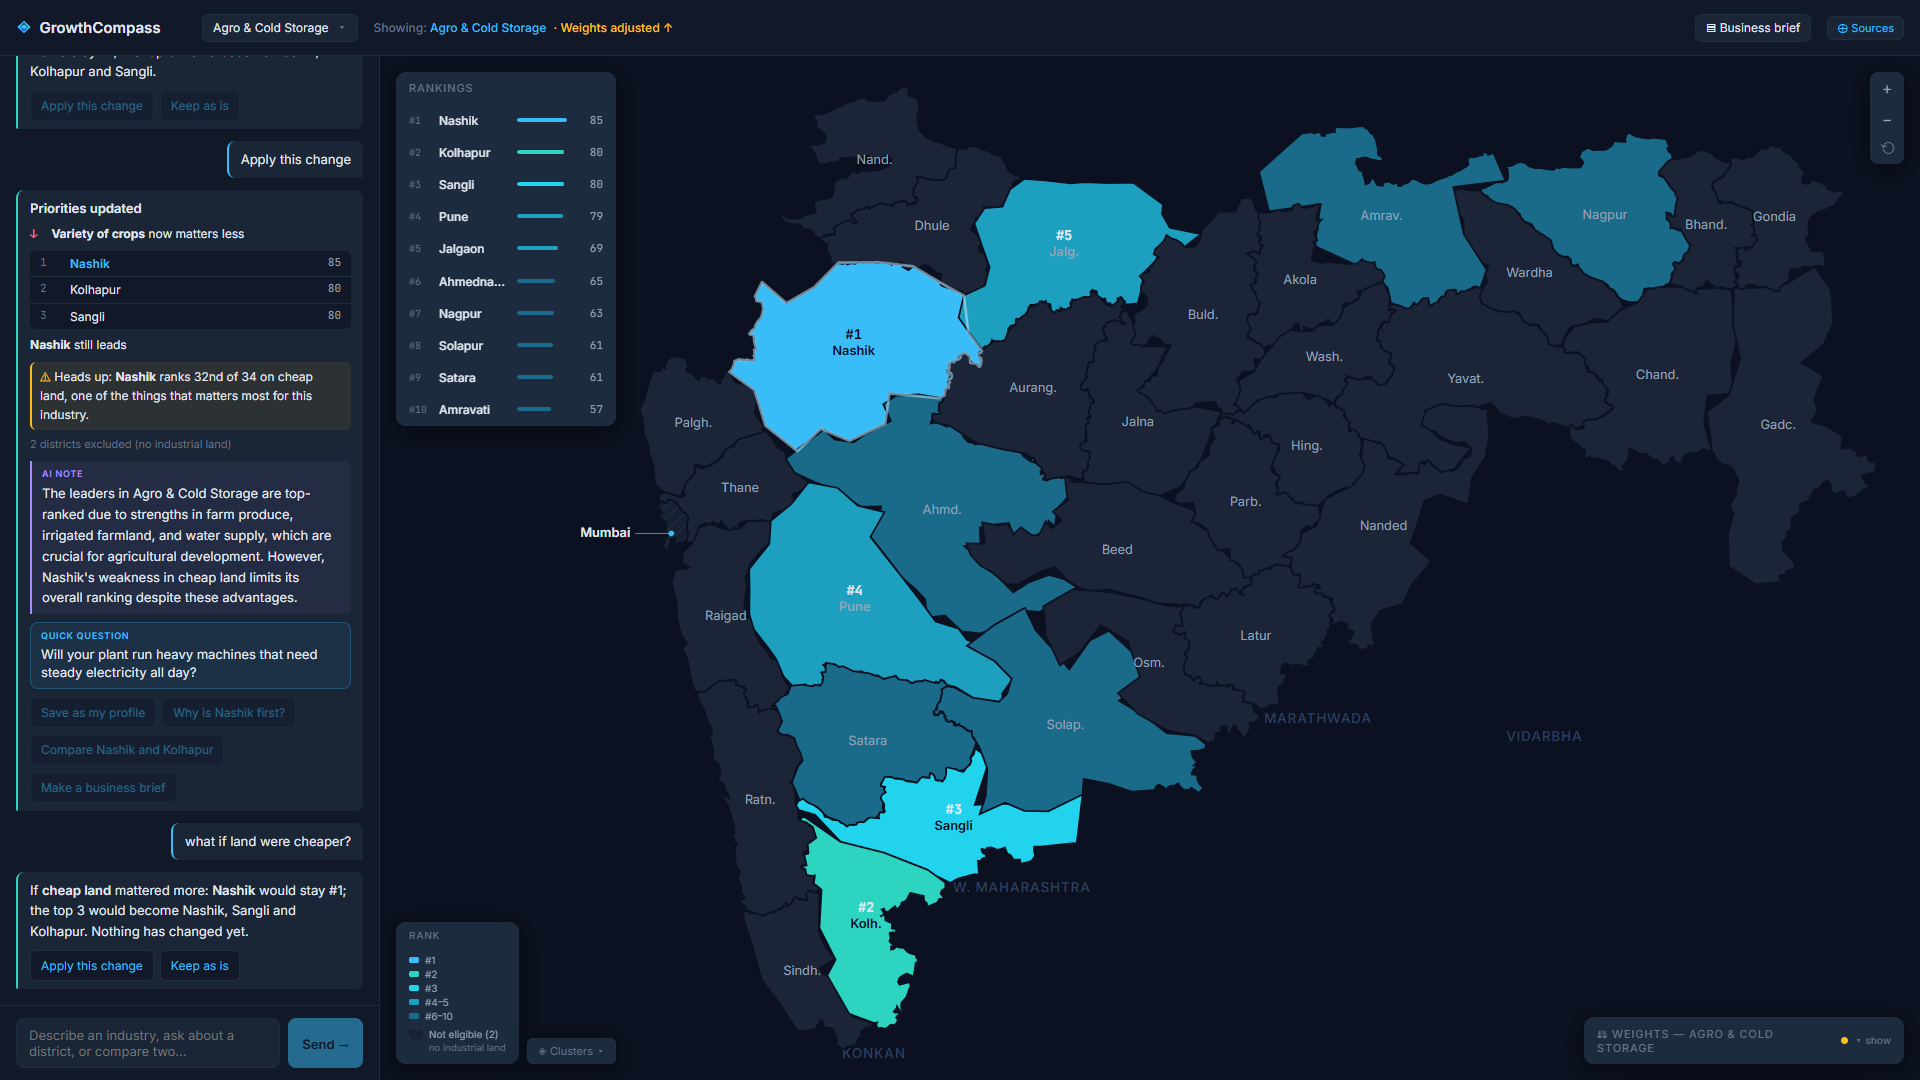 GrowthCompass
Agro & Cold Storage
Showing: Agro & Cold Storage · Weights adjusted ↑
Business brief
Sources
Kolhapur and Sangli.
Apply this change
Keep as is
Apply this change
Priorities updated
↓ Variety of crops now matters less
1 Nashik 85
2 Kolhapur 80
3 Sangli 80
Nashik still leads
⚠ Heads up: Nashik ranks 32nd of 34 on cheap
land, one of the things that matters most for this
industry.
2 districts excluded (no industrial land)
AI NOTE
The leaders in Agro & Cold Storage are top-
ranked due to strengths in farm produce,
irrigated farmland, and water supply, which are
crucial for agricultural development. However,
Nashik's weakness in cheap land limits its
overall ranking despite these advantages.
QUICK QUESTION
Will your plant run heavy machines that need
steady electricity all day?
Save as my profile
Why is Nashik first?
Compare Nashik and Kolhapur
Make a business brief
what if land were cheaper?
If cheap land mattered more: Nashik would stay #1;
the top 3 would become Nashik, Sangli and
Kolhapur. Nothing has changed yet.
Apply this change
Keep as is
Describe an industry, ask about a
district, or compare two...
Send →
RANKINGS
#1 Nashik 85
#2 Kolhapur 80
#3 Sangli 80
#4 Pune 79
#5 Jalgaon 69
#6 Ahmedna... 65
#7 Nagpur 63
#8 Solapur 61
#9 Satara 61
#10 Amravati 57
+
−
Nand.
Dhule
#5
Jalg.
Amrav.
Nagpur
Bhand.
Gondia
Akola
Wardha
Buld.
#1
Nashik
Wash.
Yavat.
Chand.
Aurang.
Palgh.
Jalna
Gadc.
Hing.
Thane
Parb.
Ahmd.
Nanded
Mumbai
Beed
#4
Pune
Raigad
Latur
Osm.
MARATHWADA
VIDARBHA
Solap.
Satara
Ratn.
#3
Sangli
W. MAHARASHTRA
#2
Kolh.
Sindh.
KONKAN
RANK
#1
#2
#3
#4–5
#6–10
Not eligible (2)
no industrial land
Clusters
WEIGHTS — AGRO & COLD
STORAGE
show